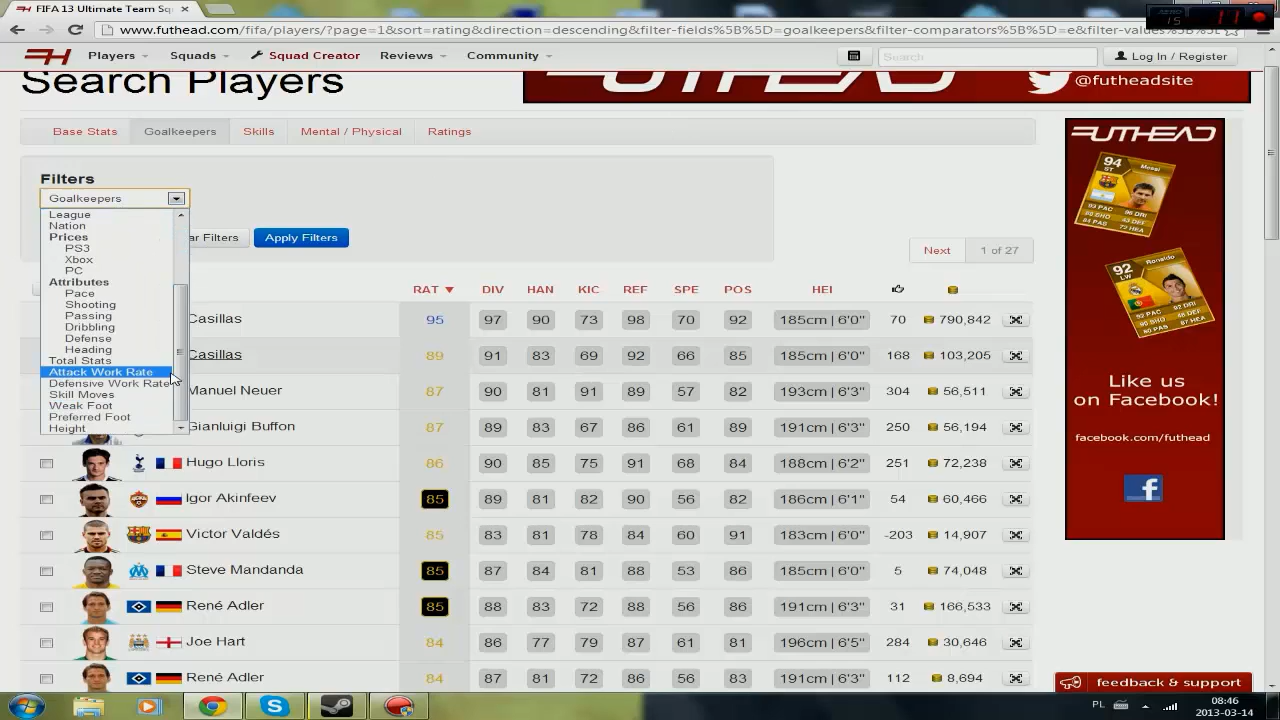 FIFA 13 Ultimate Team Squ
AERO
15
11
www.futhead.com/fifa/players/?page=1&sorting-direction=descending&filter-fields%5B%5D=goalkeepers&filter-comparators%5B%5D=e&filter-values%5B%
Players
Squad Creator
Community
Search
Log In / Register
Search Players
FUTHEAD
@futheadsite
Base Stats
Goalkeepers
Skills
Mental / Physical
Ratings
Filters
Goalkeepers
League
Nation
Prices
PS3
Xbox
PC
Attributes
Pace
Shooting
Passing
Dribbling
Defense
Heading
Total Stats
Attack Work Rate
Defensive Work Rate
Skill Moves
Weak Foot
Preferred Foot
Height
ar Filters
Apply Filters
Next
1 of 27
DIV HAN KIC REF SPE POS HEI
Casillas 90 73 98 70 92 185cm | 6'0" 70 790,842
Casillas 89 91 83 69 92 66 85 185cm | 6'0" 168 103,205
Manuel Neuer 87 84 81 91 89 57 82 193cm | 6'3" 304 56,511
Gianluigi Buffon 87 89 83 67 86 61 89 193cm | 6'3" 250 56,194
Hugo Lloris 86 90 85 75 91 68 84 188cm | 6'2" 251 72,238
Igor Akinfeev 85 89 81 82 90 56 82 186cm | 6'1" 54 60,466
Victor Valdés 85 83 81 78 84 60 91 183cm | 6'0" -203 14,907
Steve Mandanda 85 87 84 81 88 53 86 185cm | 6'0" 5 74,048
René Adler 85 88 83 72 88 56 86 191cm | 6'3" 31 166,533
Joe Hart 84 86 77 79 87 61 81 196cm | 6'5" 284 30,646
René Adler 84 87 81 72 86 56 83 191cm | 6'3" 112 8,694
FUTHEAD
94
ST
Messi
92
LW
Ronaldo
Like us
on Facebook!
facebook.com/futhead
f
feedback & support
PL
08:46
2013-03-14